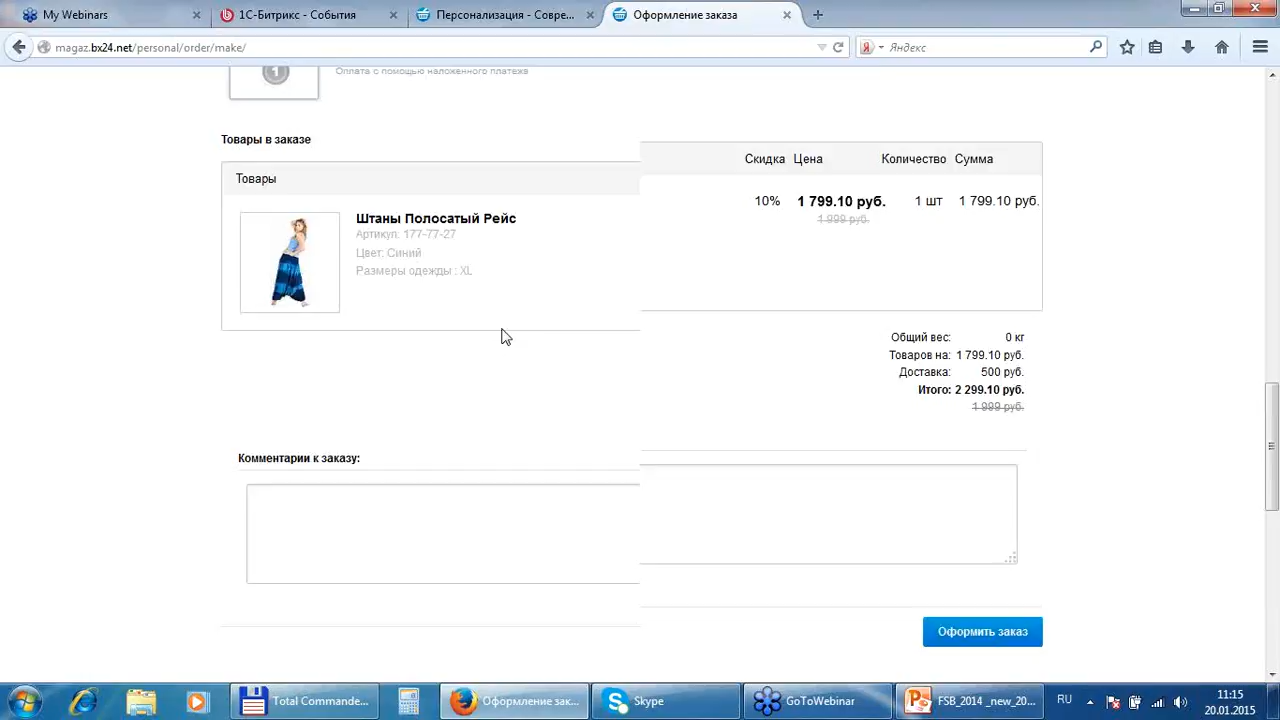 My Webinars
1С-Битрикс - События
Персонализация - Совре...
Оформление заказа
magaz.bx24.net/personal/order/make/
Яндекс
Оплата с помощью наложенного платежа
Товары в заказе
Товары
Скидка Цена Количество Сумма
Штаны Полосатый Рейс
Артикул: 177-77-27
Цвет: Синий
Размеры одежды : XL
10% 1 799.10 руб. 1 шт 1 799.10 руб.
1 999 руб.
Общий вес: 0 кг
Товаров на: 1 799.10 руб.
Доставка: 500 руб.
Итого: 2 299.10 руб.
1 999 руб.
Комментарии к заказу:
Оформить заказ
Total Commande...
Оформление зак...
Skype
GoToWebinar
FSB_2014 _new_20...
RU
11:15
20.01.2015